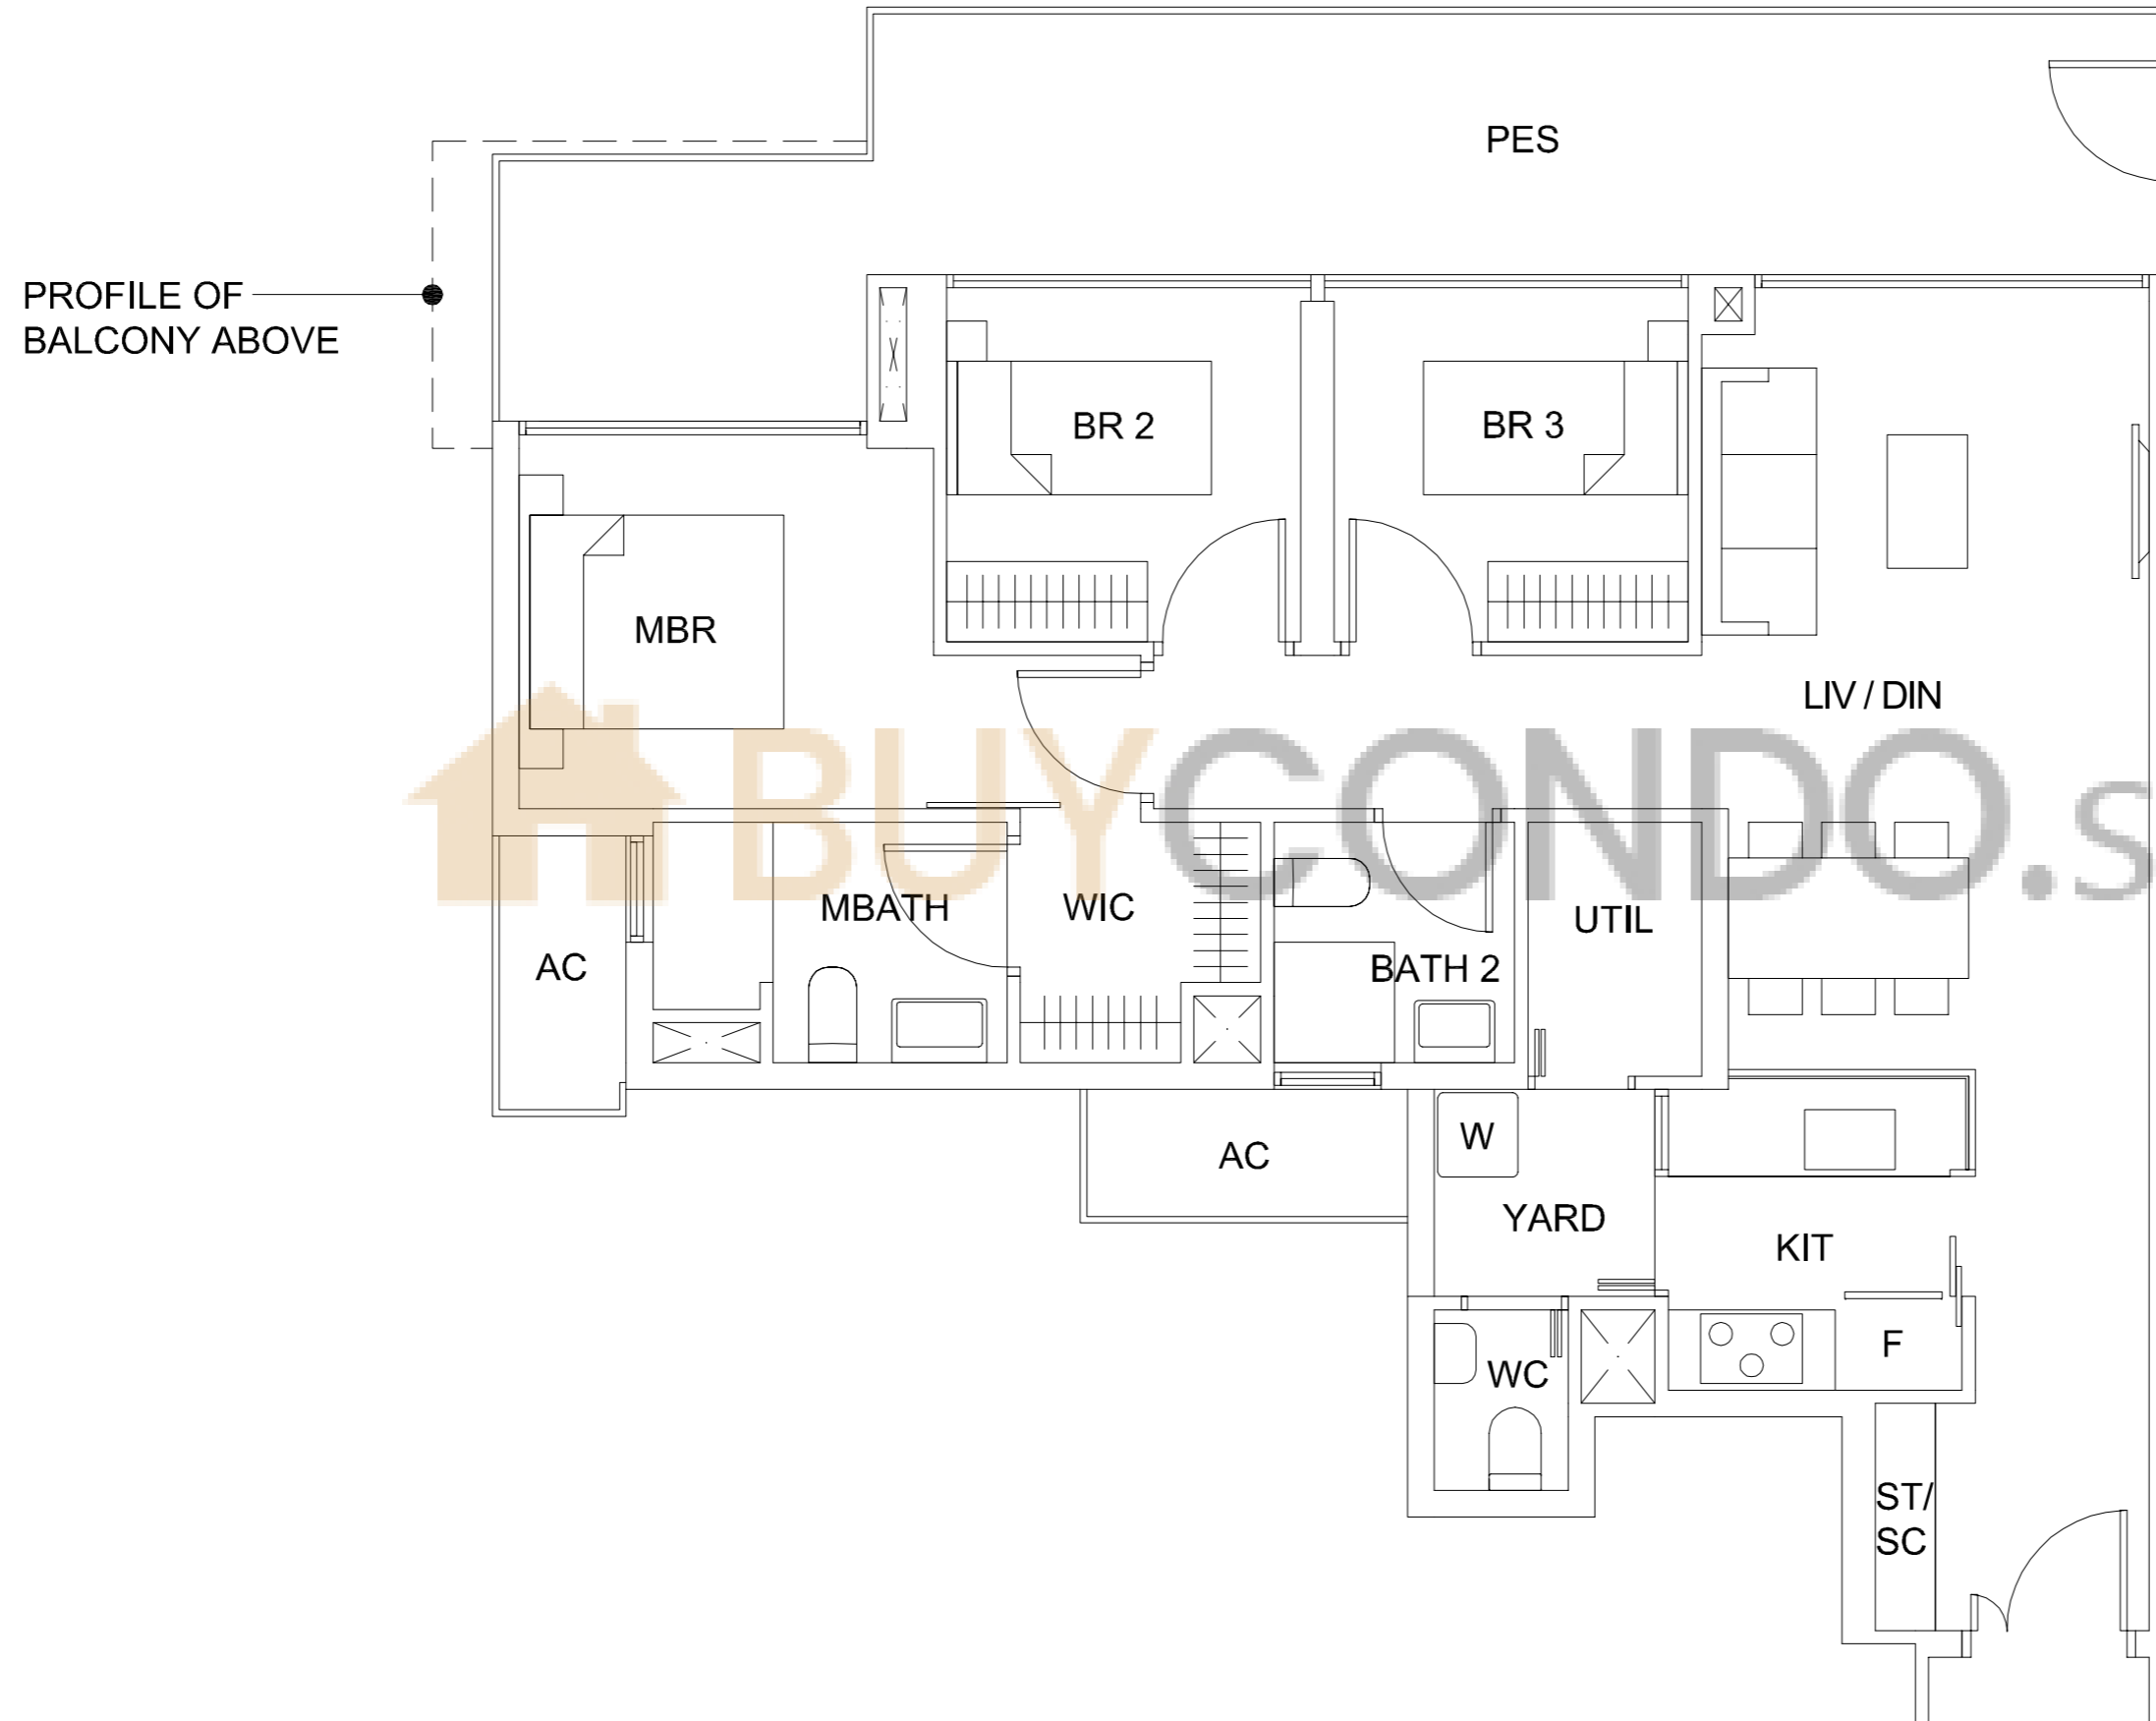 PES
PROFILE OF
BALCONY ABOVE
BR 2
BR 3
MBR
LIV / DIN
BUYCONDO.S
MBATH
WIC
UTIL
AC
BATH 2
W
AC
YARD
KIT
F
WC
ST/
SC